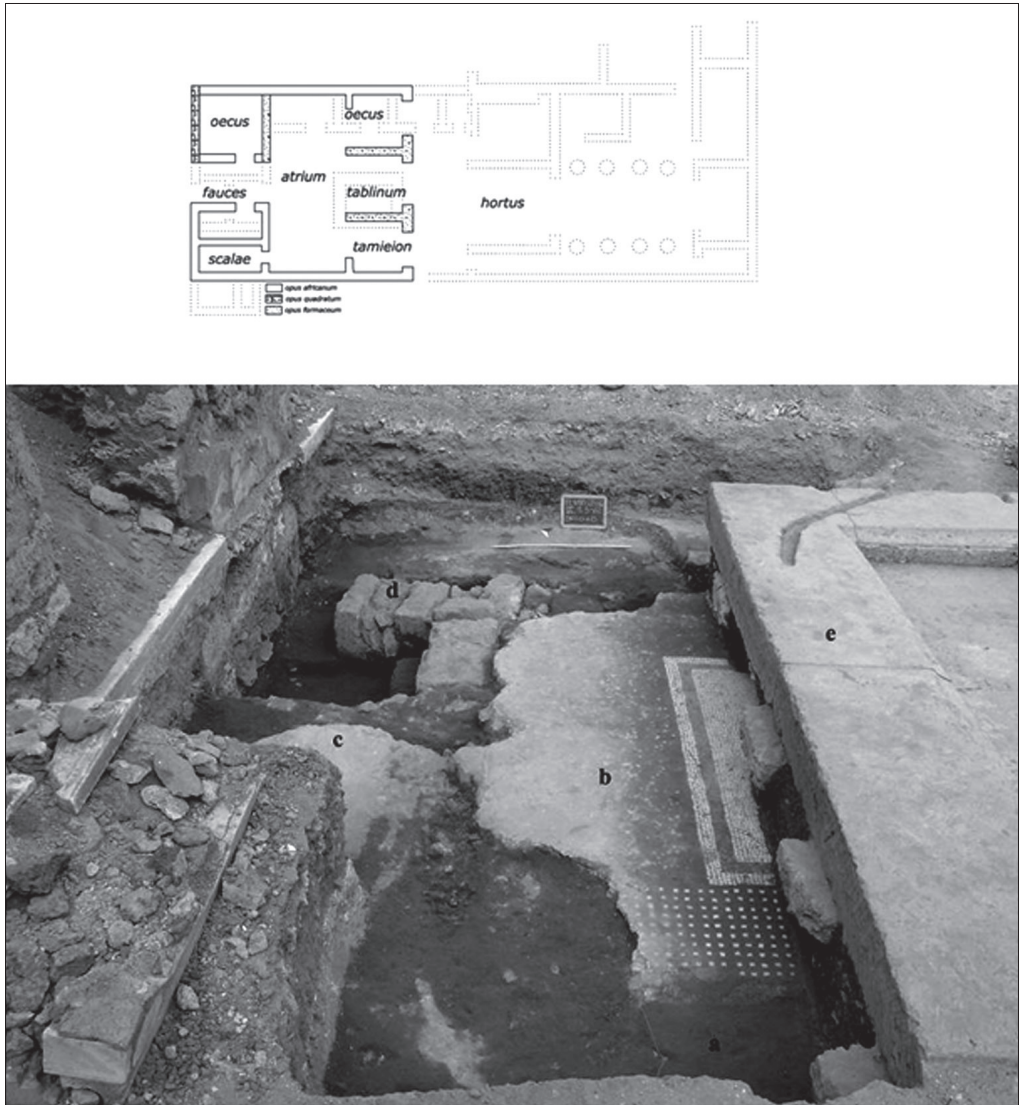 oecus
oecus
atrium
fauces
tablinum
hortus
scalae
tamieion
opus africanum
opus quadratum
opus formaceum
d
e
c
b
a